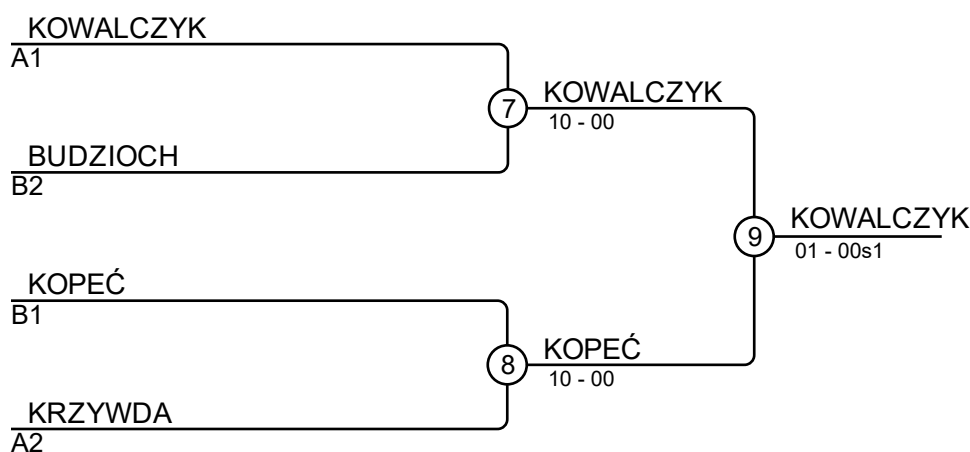 KOWALCZYK
A1
7
KOWALCZYK
10 - 00
BUDZIOCH
B2
9
KOWALCZYK
01 - 00s1
KOPEĆ
B1
8
KOPEĆ
10 - 00
KRZYWDA
A2